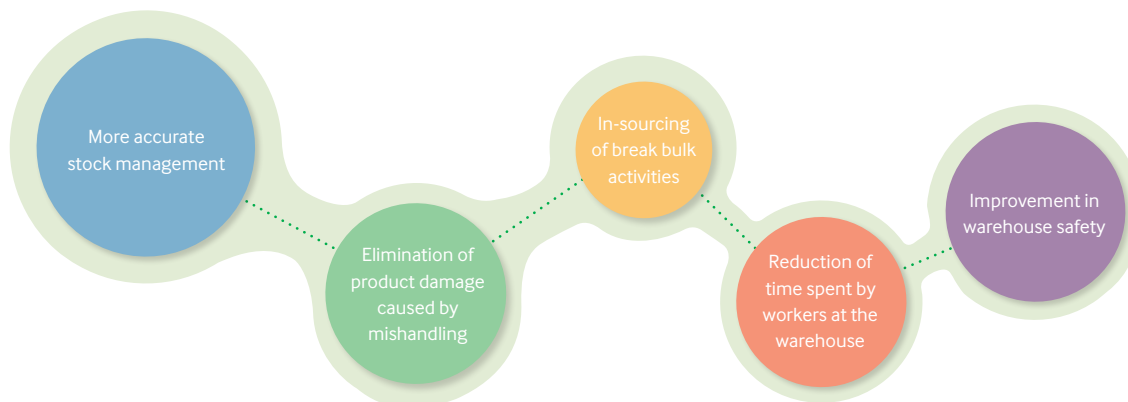 More accurate
stock management
Elimination of
product damage
caused by
mishandling
In-sourcing
of break bulk
activities
Reduction of
time spent by
workers at the
warehouse
Improvement in
warehouse safety